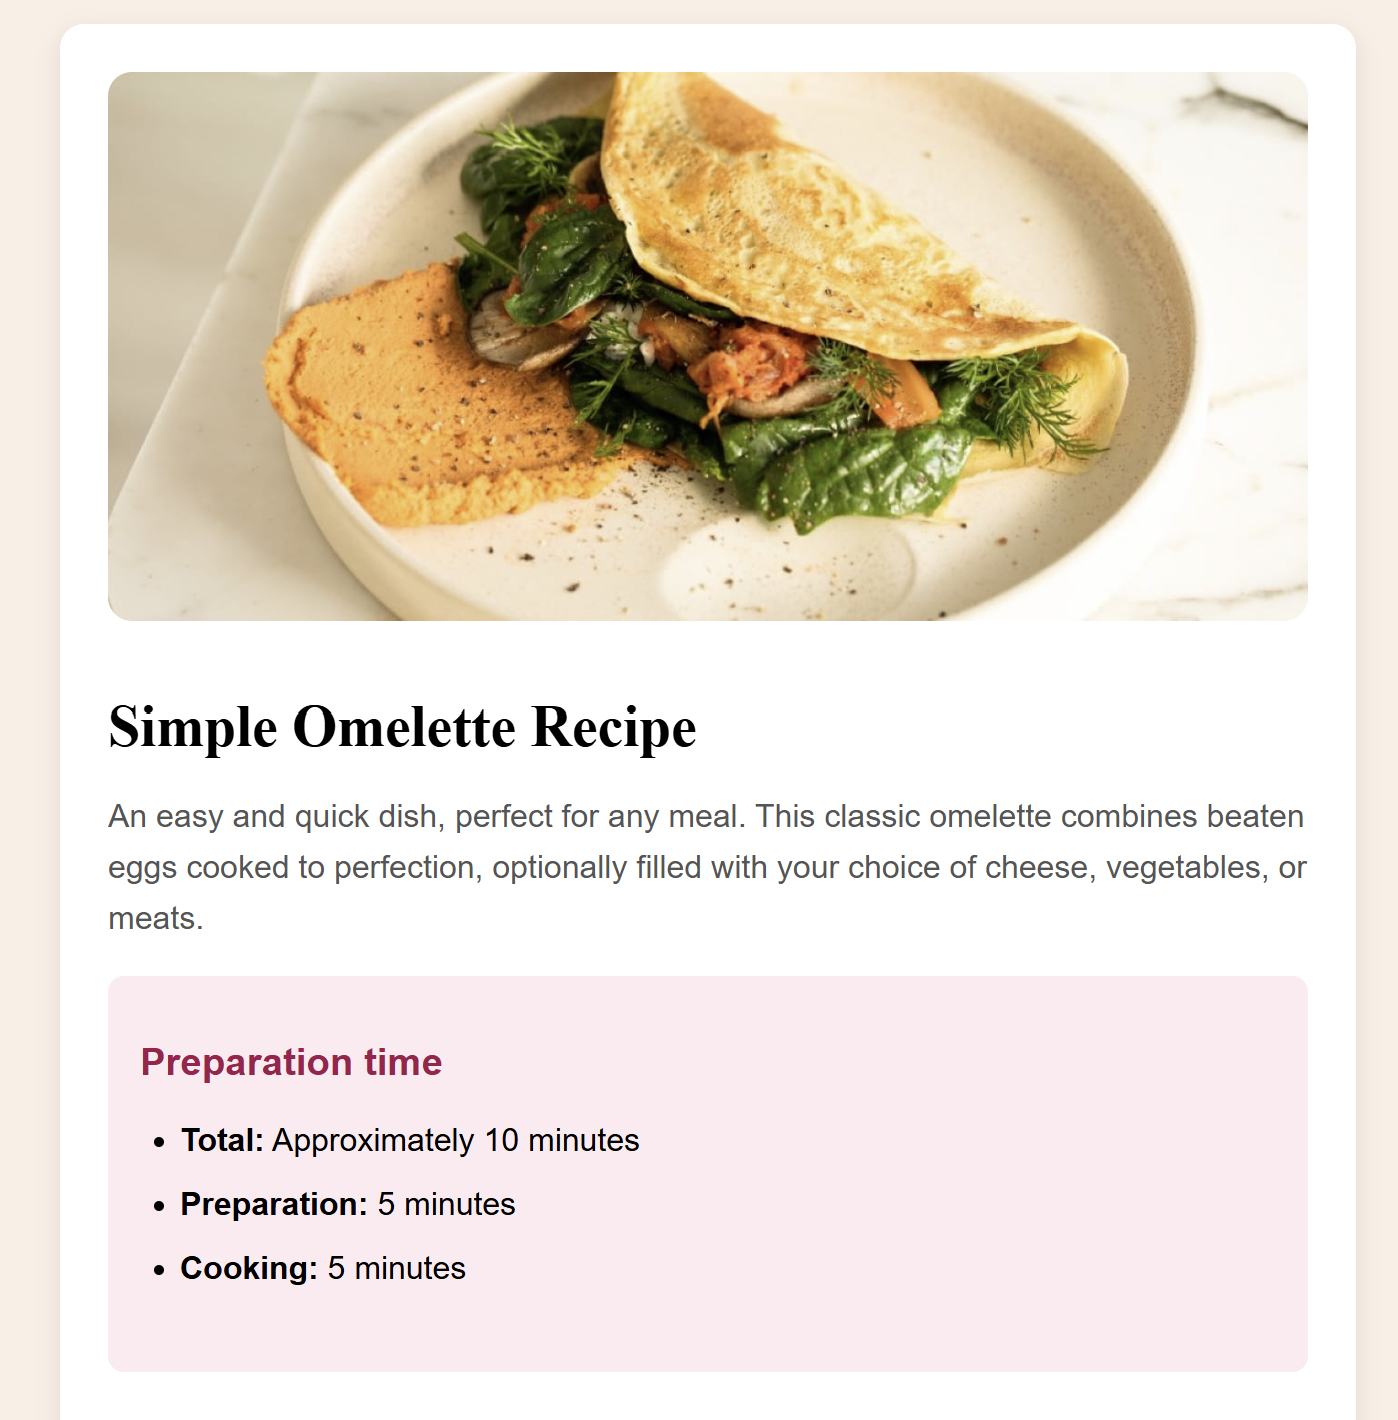 Simple Omelette Recipe
An easy and quick dish, perfect for any meal. This classic omelette combines beaten
eggs cooked to perfection, optionally filled with your choice of cheese, vegetables, or
meats.
Preparation time
Total: Approximately 10 minutes
Preparation: 5 minutes
Cooking: 5 minutes